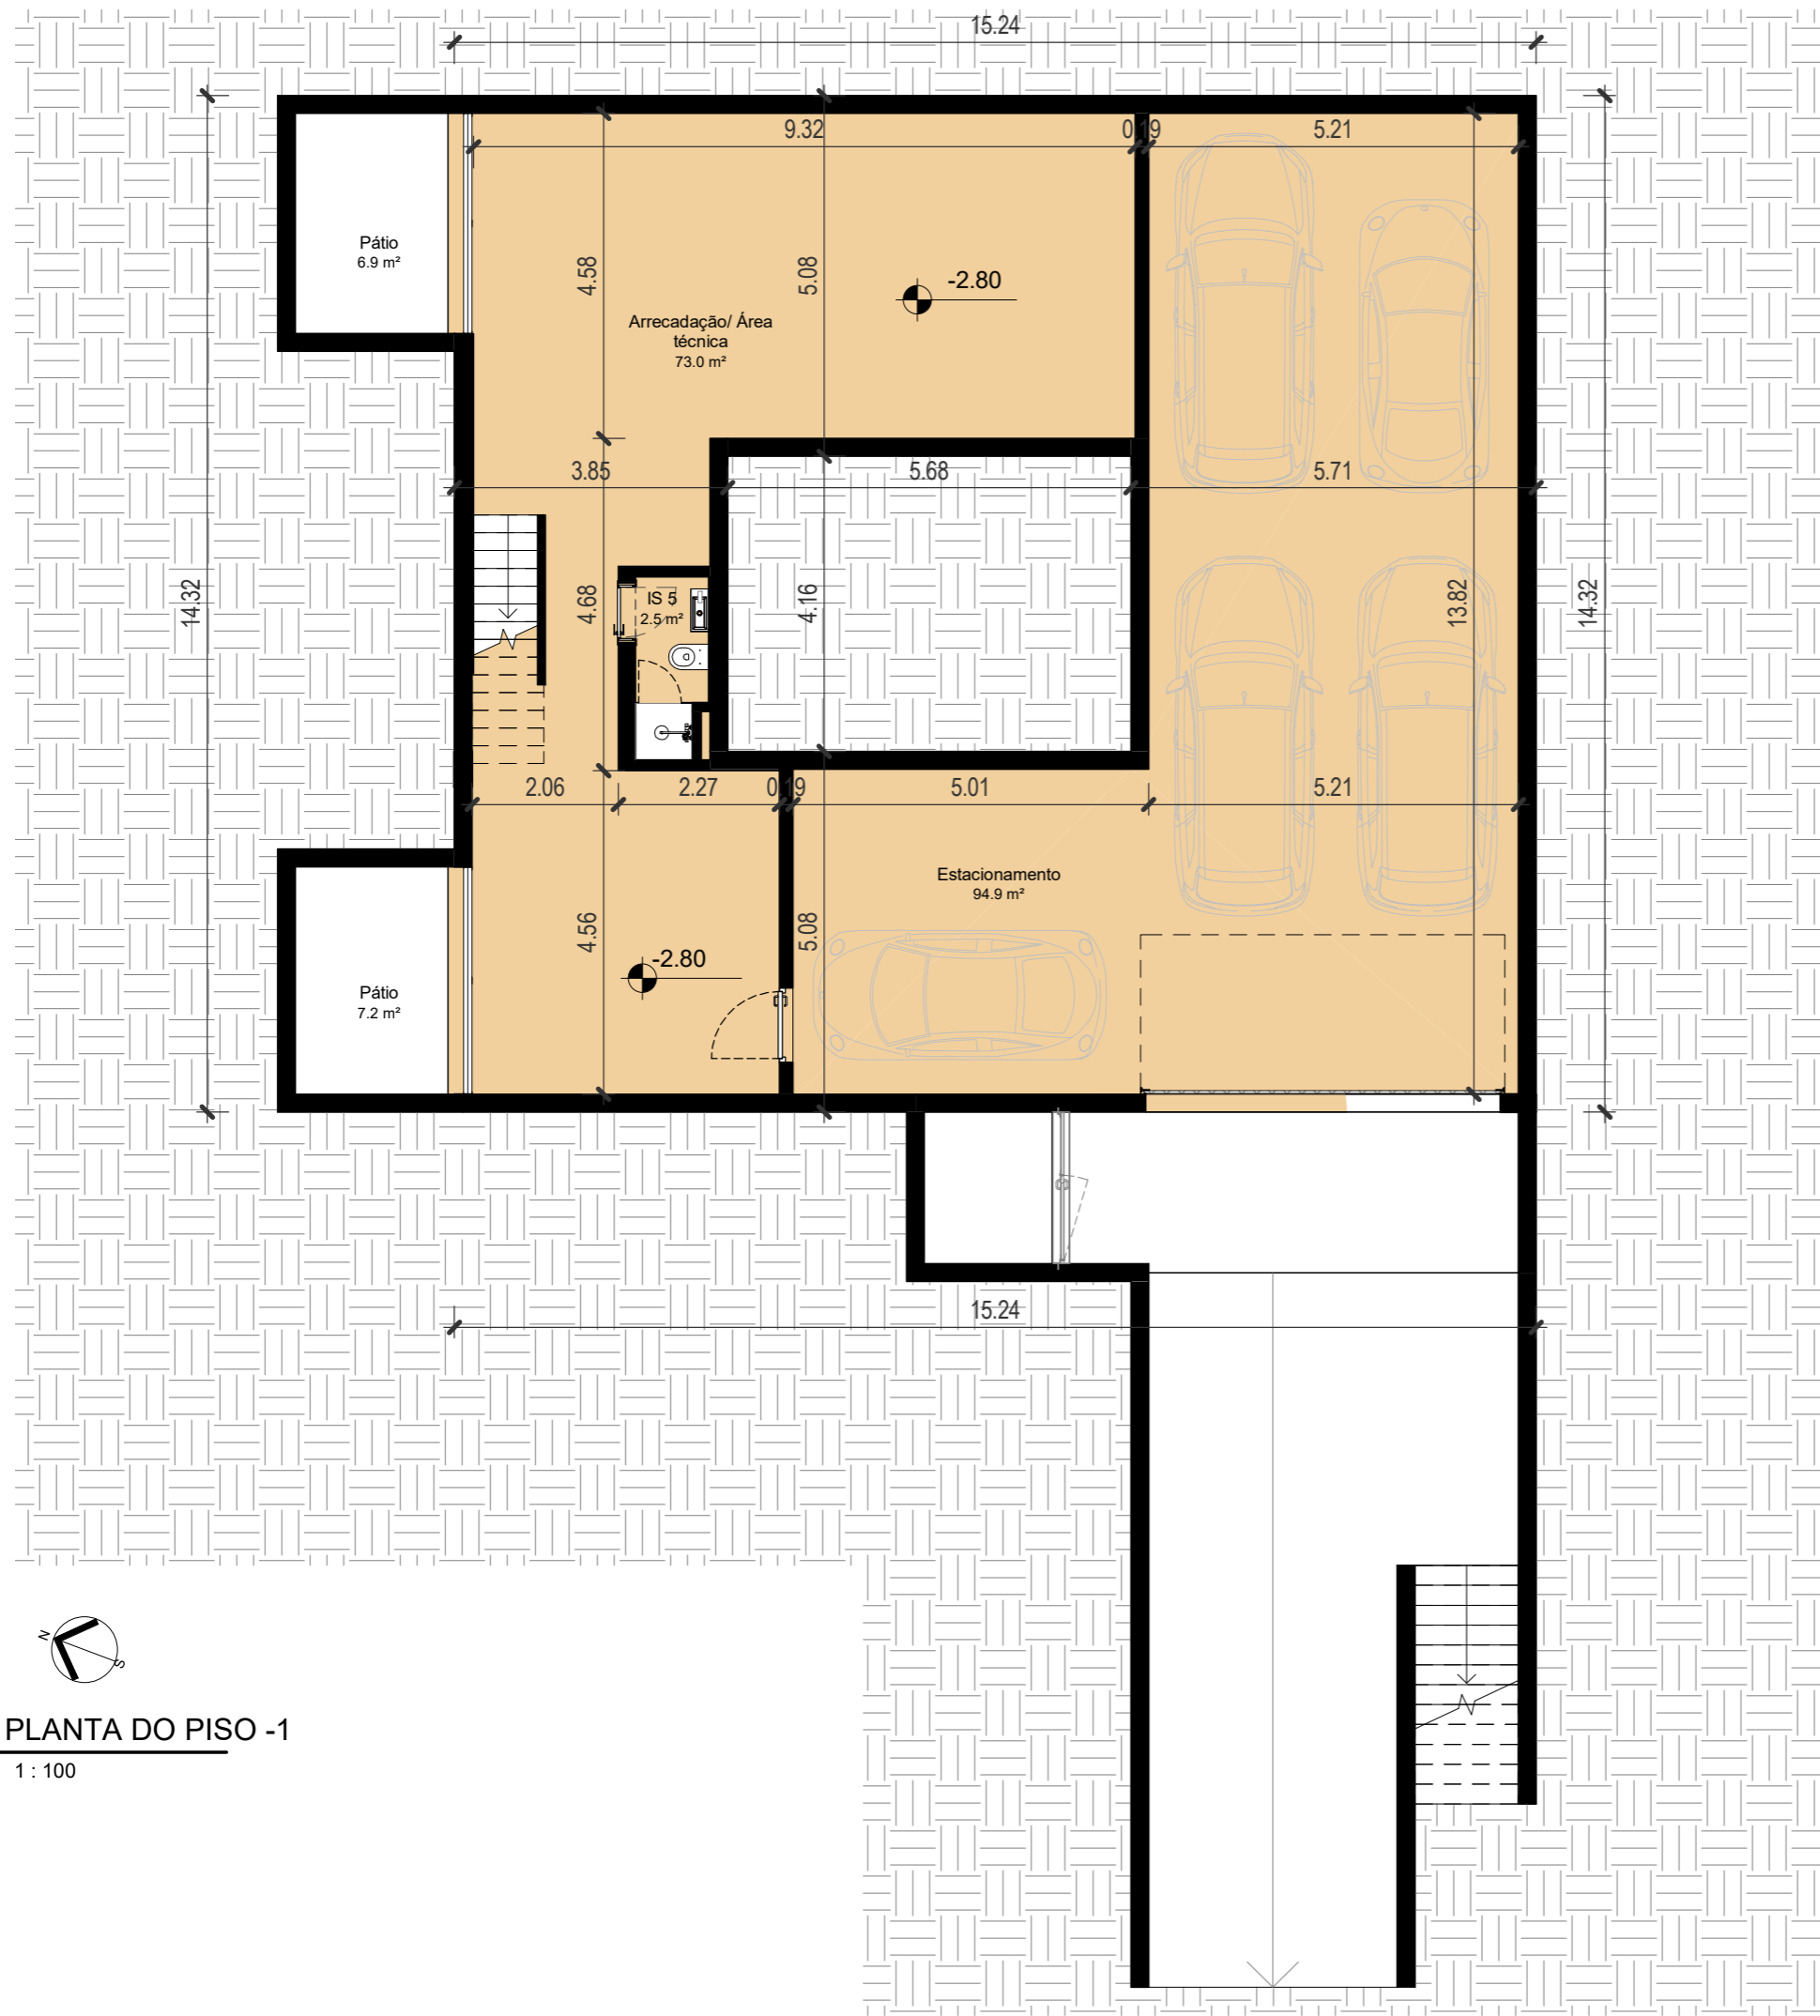 15.24
9.32
0.19
5.21
Pátio
6.9 m²
4.58
5.08
-2.80
Arrecadação/ Área
técnica
73.0 m²
3.85
5.68
5.71
14.32
4.68
IS 5
2.5 m²
4.16
13.82
14.32
2.06
2.27
0.19
5.01
5.21
Estacionamento
94.9 m²
4.56
5.08
-2.80
Pátio
7.2 m²
15.24
N
S
PLANTA DO PISO -1
1 : 100